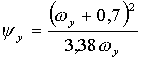 ψ_y = (ω_y + 0,7)² / 3,38 ω_y